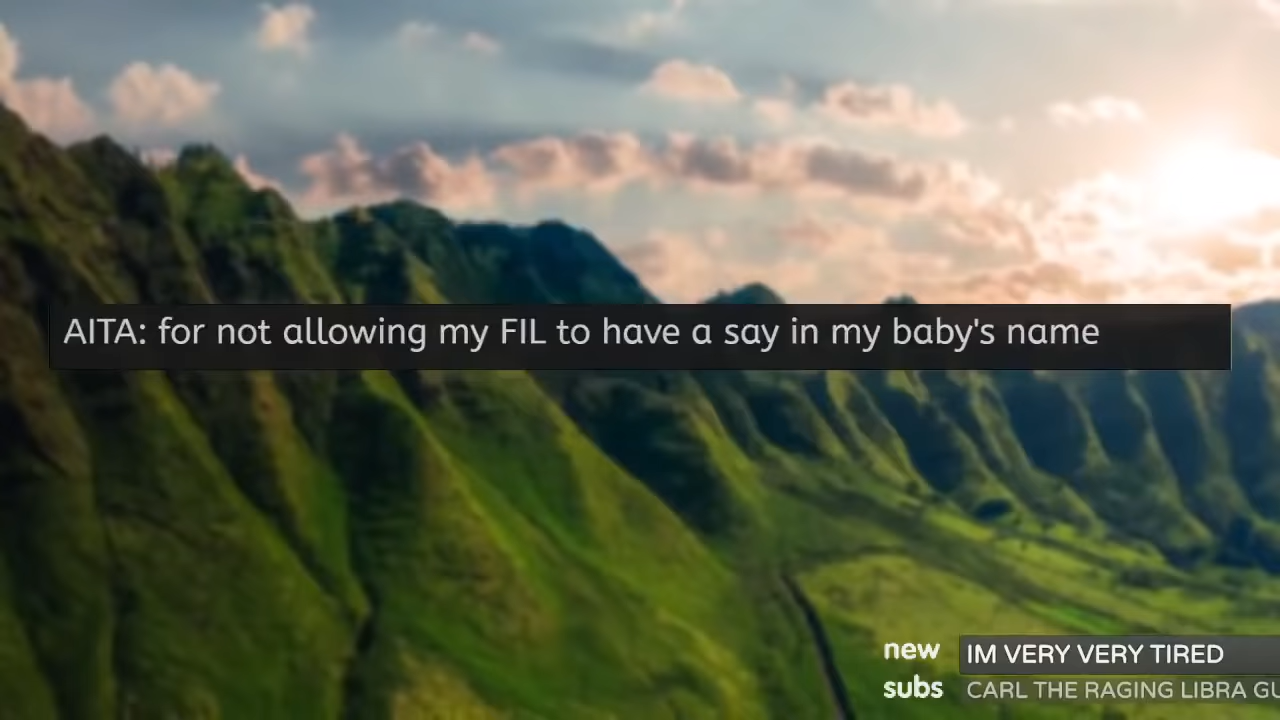 AITA: for not allowing my FIL to have a say in my baby's name
new
subs
IM VERY VERY TIRED
CARL THE RAGING LIBRA